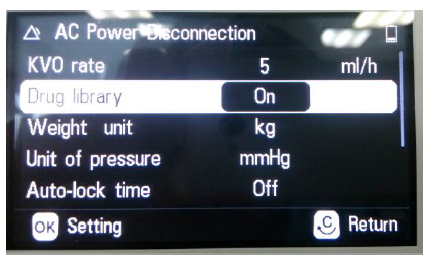 AC Power Disconnection
KVO rate 5 ml/h
Drug library On
Weight unit kg
Unit of pressure mmHg
Auto-lock time Off
OK Setting C Return